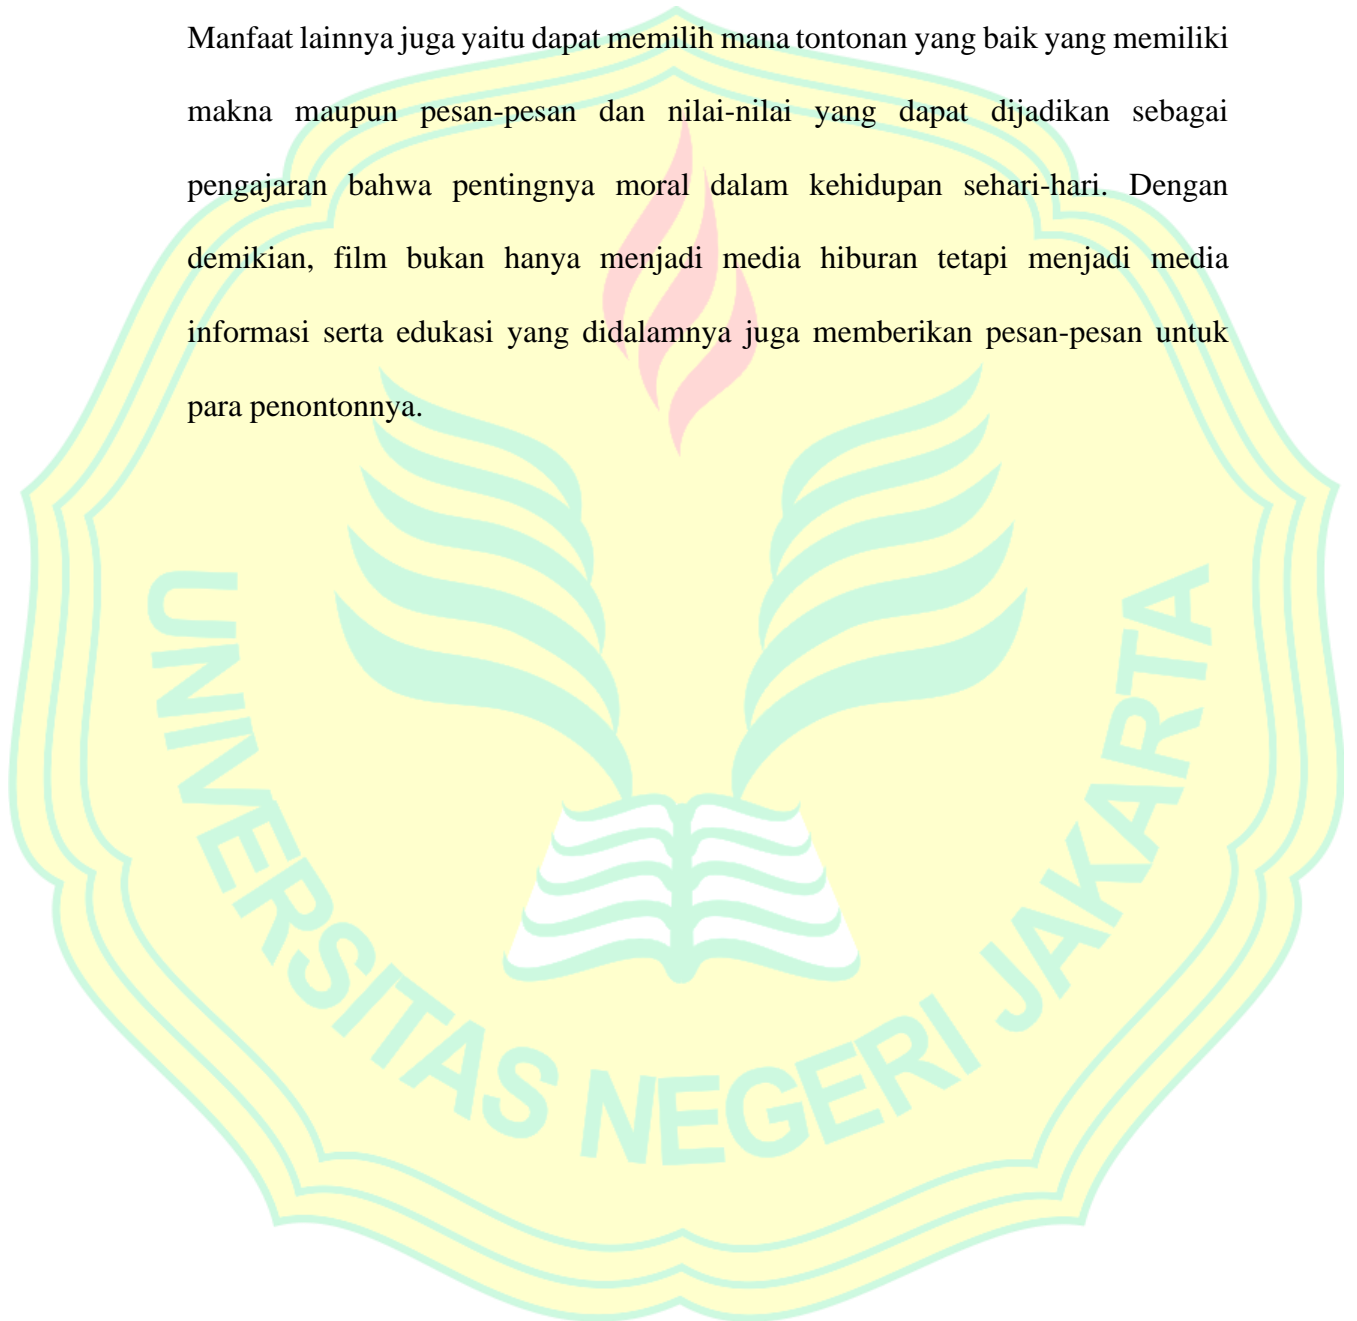 Manfaat lainnya juga yaitu dapat memilih mana tontonan yang baik yang memiliki
makna maupun pesan-pesan dan nilai-nilai yang dapat dijadikan sebagai
pengajaran bahwa pentingnya moral dalam kehidupan sehari-hari. Dengan
demikian, film bukan hanya menjadi media hiburan tetapi menjadi media
informasi serta edukasi yang didalamnya juga memberikan pesan-pesan untuk
para penontonnya.
UNIVERSITAS NEGERI JAKARTA